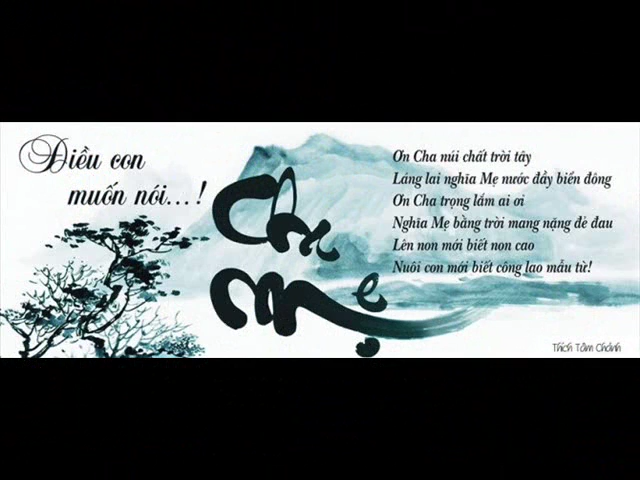 Điều con
muốn nói...!
Cha
Mẹ
Ơn Cha núi chất trời tây
Láng lai nghĩa Mẹ nước đầy biển đông
Ơn Cha trọng lắm ai ơi
Nghĩa Mẹ bằng trời mang nặng đẻ đau
Lên non mới biết non cao
Nuôi con mới biết công lao mẫu từ!
Thích Tâm Chánh